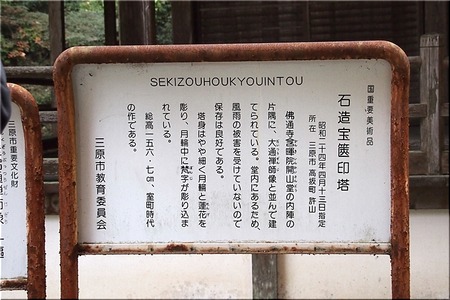 SEKIZOUHOUKYOUINTOU
国重要美術品
石造宝篋印塔
昭和二十四年四月十三日指定
所在 三原市 高坂町 許山
佛通寺含暉院開山堂の内陣の
片隅に、大通禅師像と並んで建
てられている。堂内にあるため、
風雨の被害を受けていないので
保存は良好である。
塔身はやや細く月輪と蓮花を
彫り、月輪中に梵字が彫り込ま
れている。
総高一五六・七㎝、室町時代
の作である。
三原市教育委員会
三原市重要文化財